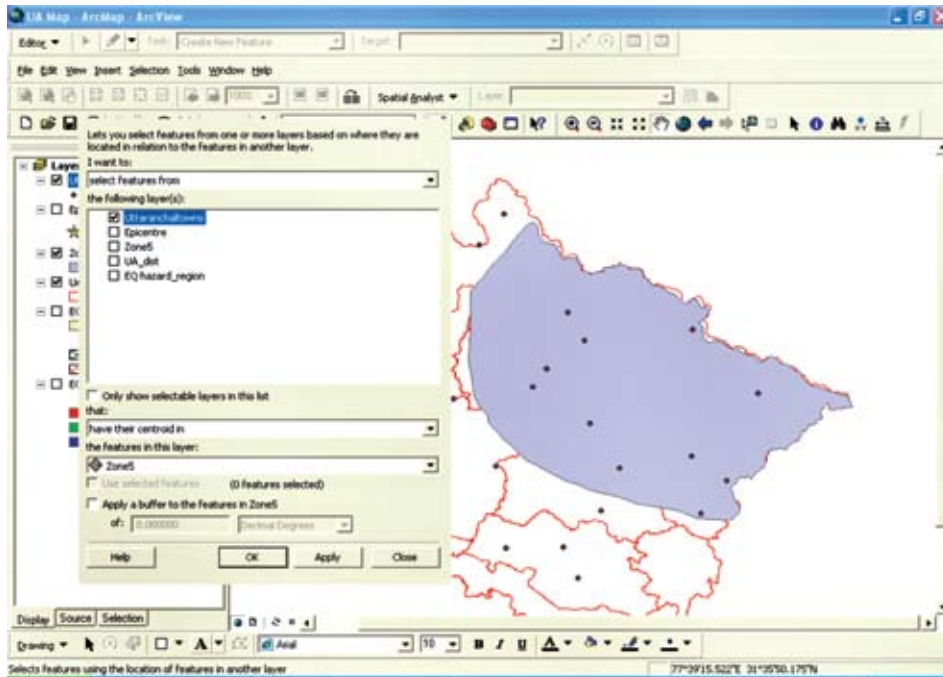 UA Map - ArcMap - ArcView
Editor Task: Create New Feature Target:
File Edit View Insert Selection Tools Window Help
100% Spatial Analyst Layer:
Lets you select features from one or more layers based on where they are
located in relation to the features in another layer.
I want to:
select features from
the following layer(s):
Uttaranchaltowns
Epicentre
Zone5
UA_dist
EQ hazard_region
Only show selectable layers in this list
that:
have their centroid in
the features in this layer:
Zone5
Use selected features (0 features selected)
Apply a buffer to the features in Zone5
of: 0.000000 Decimal Degrees
Help OK Apply Close
Layer
Display Source Selection
Drawing A Arial 10 B I U A
Selects features using the location of features in another layer
77°39'15.522"E 31°35'50.175"N